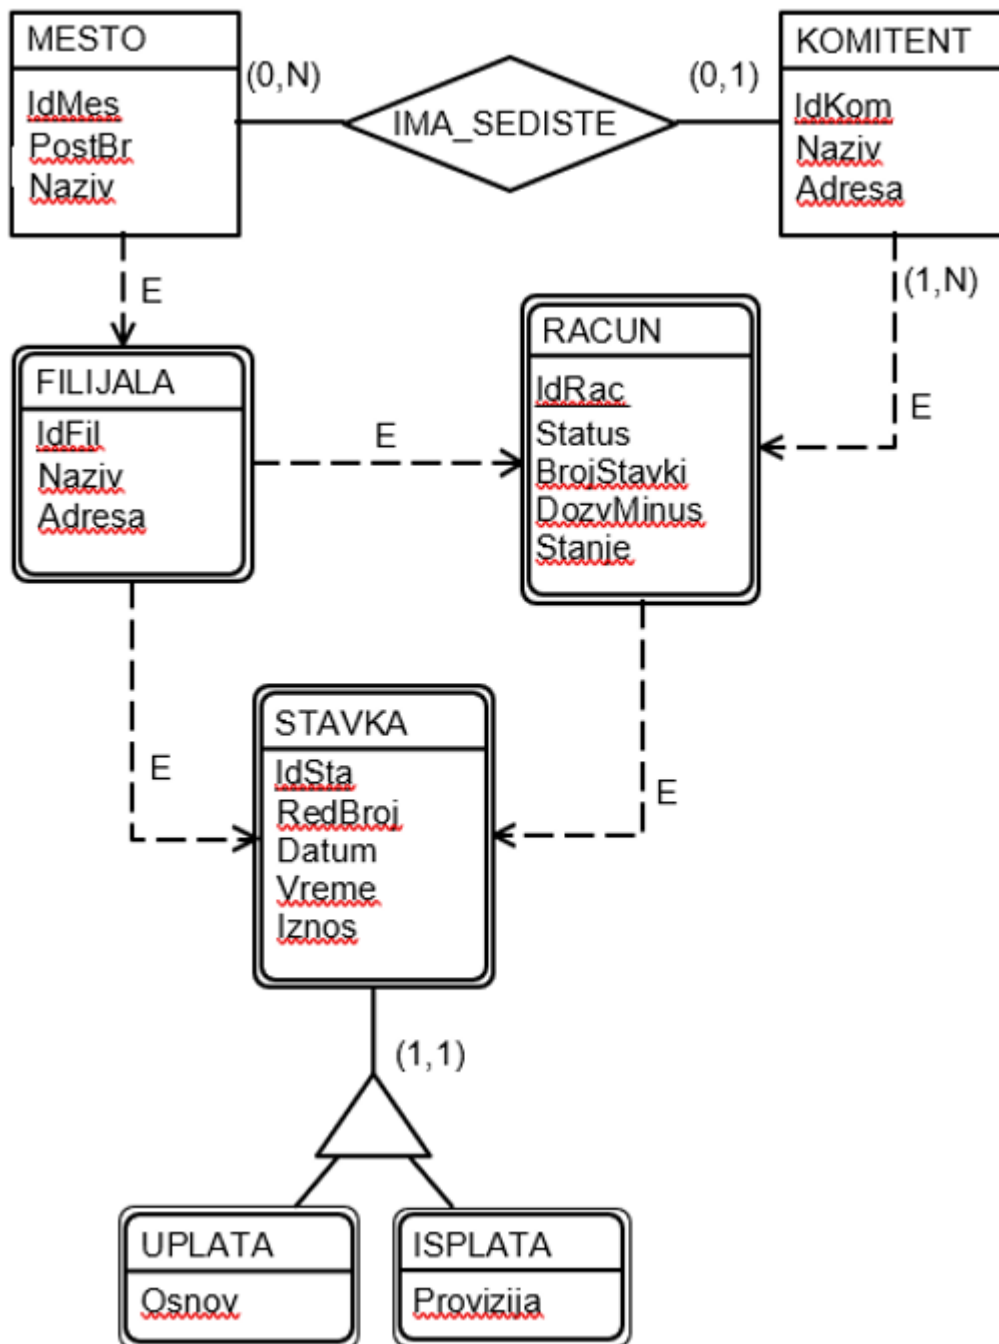 MESTO
IdMes
PostBr
Naziv
(0,N)
IMA_SEDISTE
(0,1)
KOMITENT
IdKom
Naziv
Adresa
E
(1,N)
E
FILIJALA
IdFil
Naziv
Adresa
E
RACUN
IdRac
Status
BrojStavki
DozvMinus
Stanje
E
E
STAVKA
IdSta
RedBroj
Datum
Vreme
Iznos
(1,1)
UPLATA
Osnov
ISPLATA
Provizija